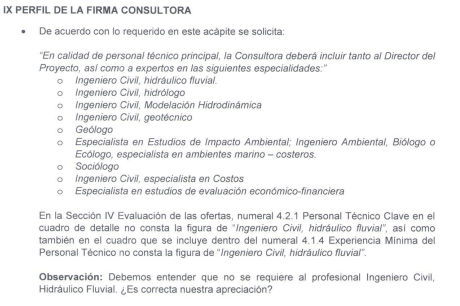 IX PERFIL DE LA FIRMA CONSULTORA
• De acuerdo con lo requerido en este acápite se solicita:
"En calidad de personal técnico principal, la Consultora deberá incluir tanto al Director del
Proyecto, así como a expertos en las siguientes especialidades:"
o Ingeniero Civil, hidráulico fluvial.
o Ingeniero Civil, hidrólogo
o Ingeniero Civil, Modelación Hidrodinámica
o Ingeniero Civil, geotécnico
o Geólogo
o Especialista en Estudios de Impacto Ambiental; Ingeniero Ambiental, Biólogo o
Ecólogo, especialista en ambientes marino – costeros.
o Sociólogo
o Ingeniero Civil, especialista en Costos
o Especialista en estudios de evaluación económico-financiera
En la Sección IV Evaluación de las ofertas, numeral 4.2.1 Personal Técnico Clave en el
cuadro de detalle no consta la figura de "Ingeniero Civil, hidráulico fluvial", así como
también en el cuadro que se incluye dentro del numeral 4.1.4 Experiencia Mínima del
Personal Técnico no consta la figura de "Ingeniero Civil, hidráulico fluvial".
Observación: Debemos entender que no se requiere al profesional Ingeniero Civil,
Hidráulico Fluvial. ¿Es correcta nuestra apreciación?